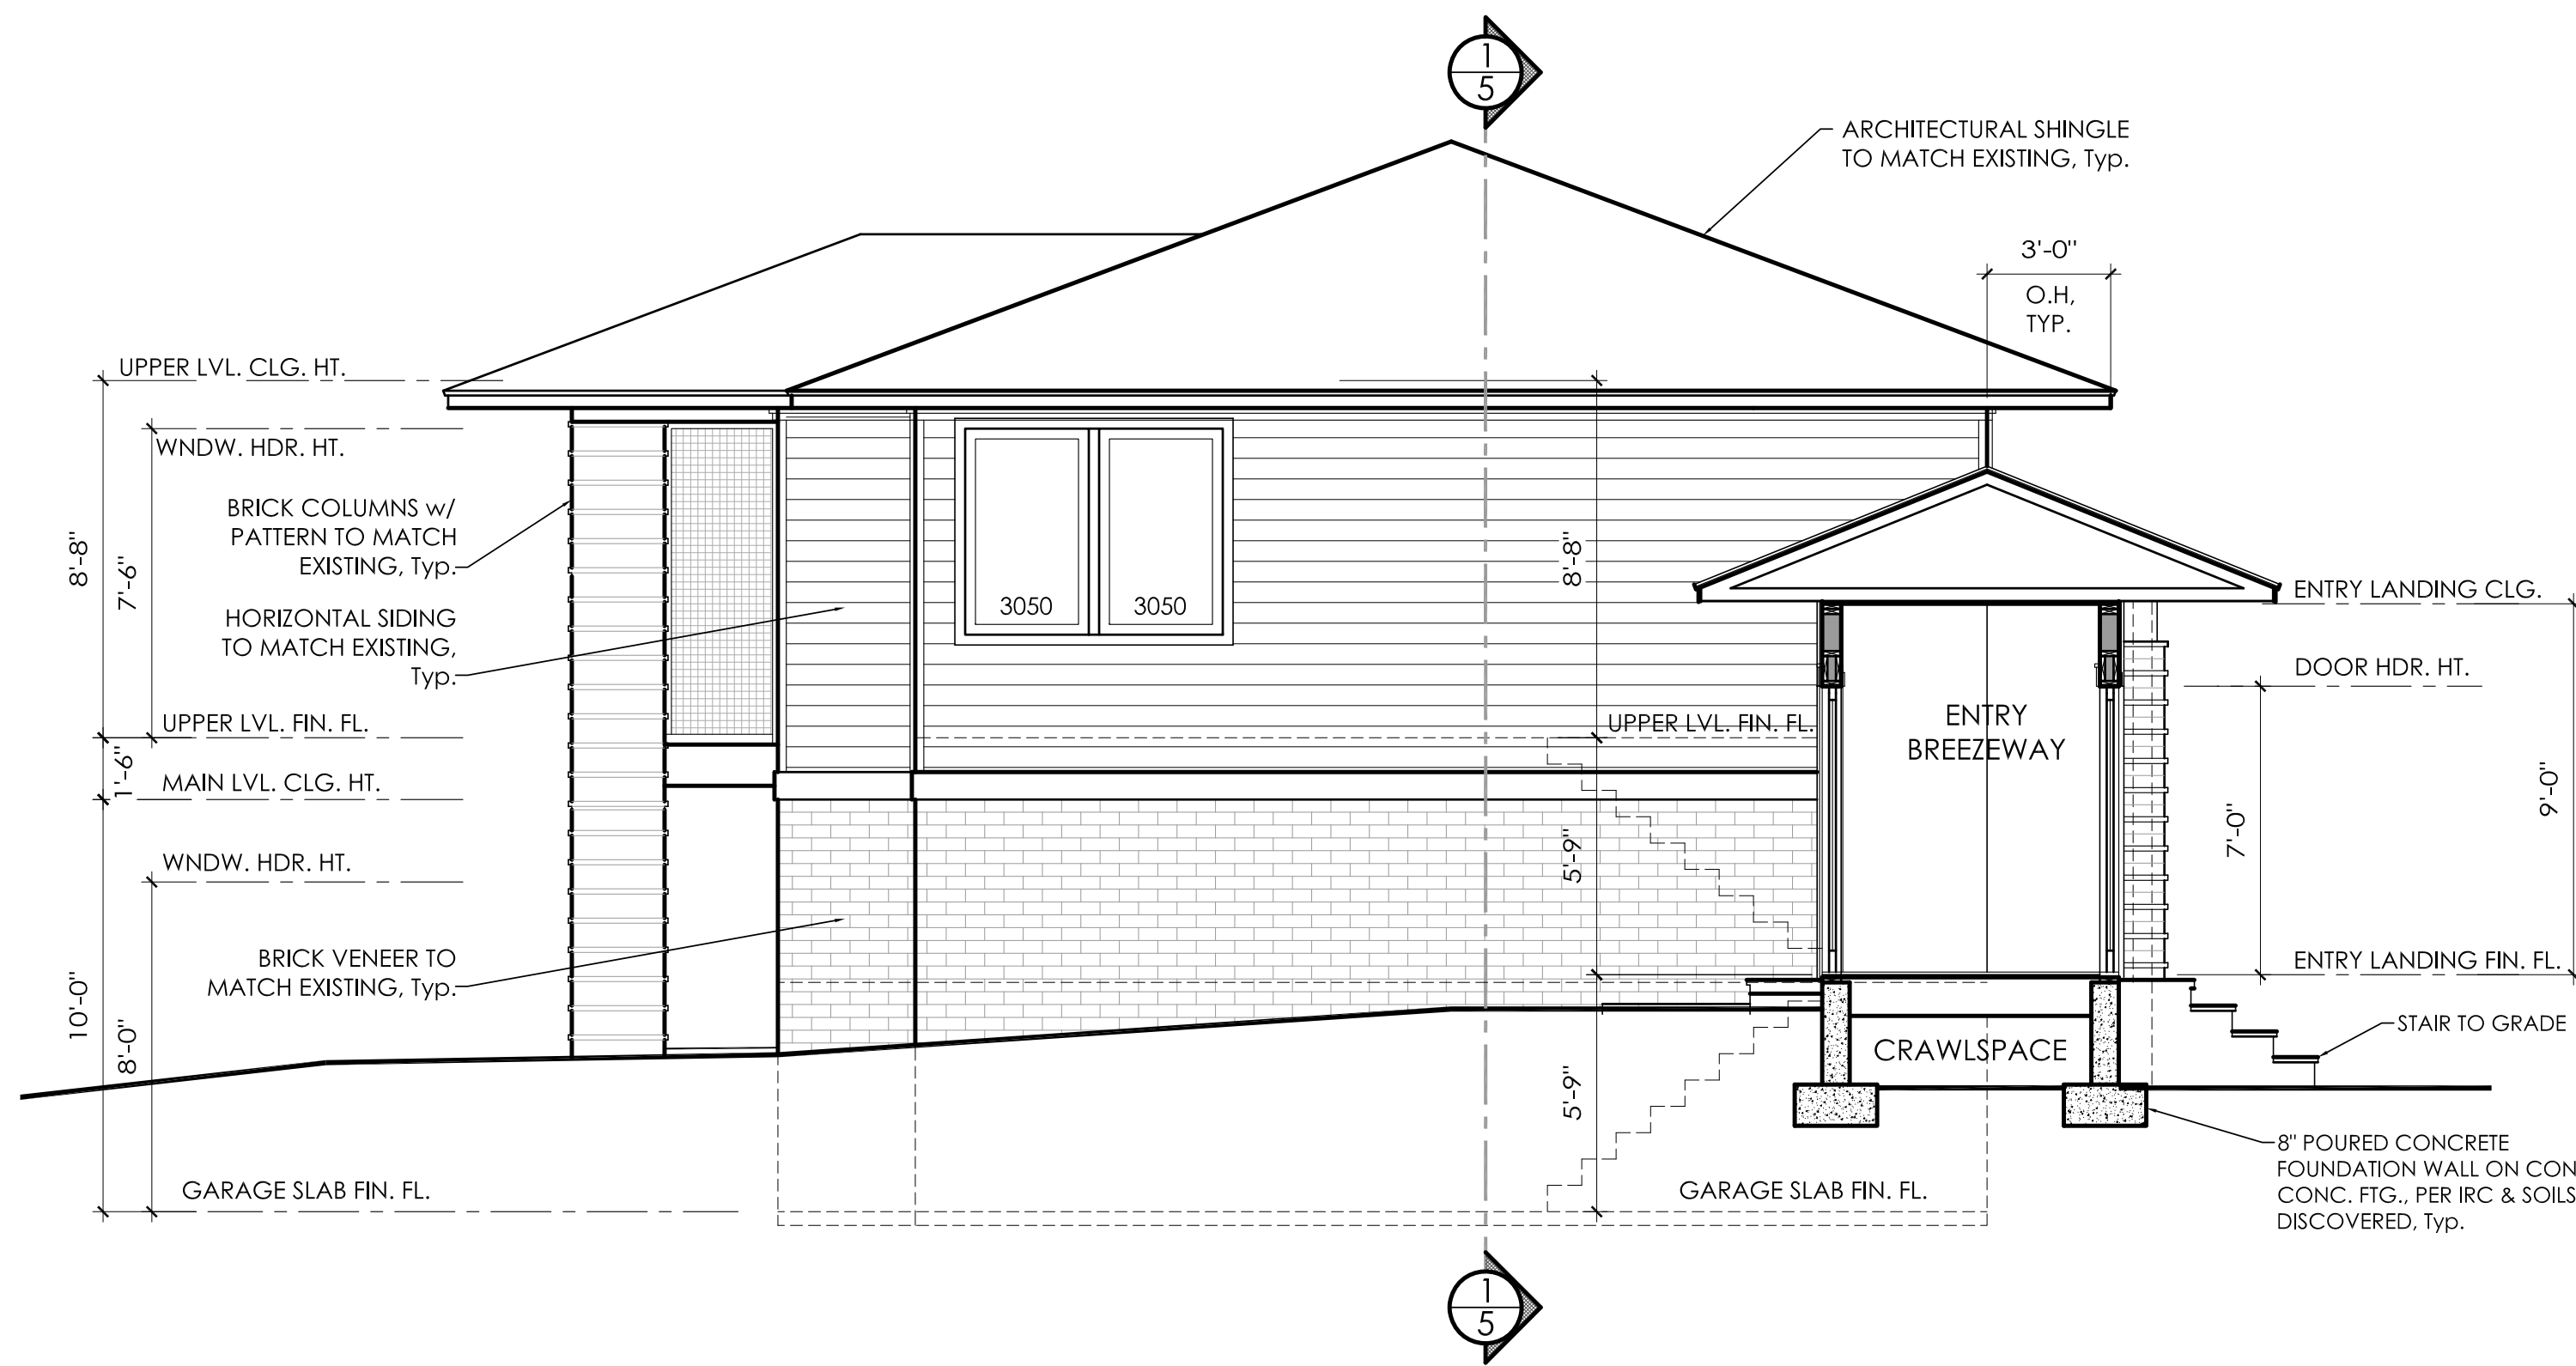 1
5
ARCHITECTURAL SHINGLE
TO MATCH EXISTING, Typ.
3'-0"
O.H,
TYP.
UPPER LVL. CLG. HT.
WNDW. HDR. HT.
BRICK COLUMNS w/
PATTERN TO MATCH
EXISTING, Typ.
8'-8"
7'-6"
HORIZONTAL SIDING
TO MATCH EXISTING,
Typ.
3050
3050
8'-8"
ENTRY LANDING CLG.
DOOR HDR. HT.
UPPER LVL. FIN. FL.
UPPER LVL. FIN. FL.
ENTRY
BREEZEWAY
1'-6"
MAIN LVL. CLG. HT.
9'-0"
7'-0"
WNDW. HDR. HT.
5'-9"
BRICK VENEER TO
MATCH EXISTING, Typ.
ENTRY LANDING FIN. FL.
10'-0"
8'-0"
STAIR TO GRADE
CRAWLSPACE
5'-9"
GARAGE SLAB FIN. FL.
GARAGE SLAB FIN. FL.
8" POURED CONCRETE
FOUNDATION WALL ON CON
CONC. FTG., PER IRC & SOILS
DISCOVERED, Typ.
1
5